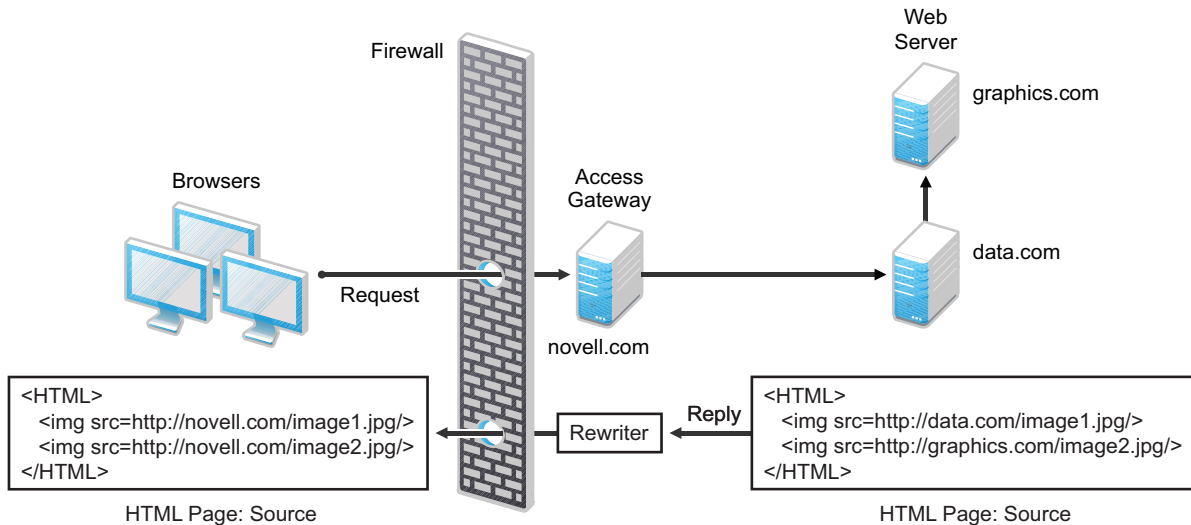 Web
Server
Firewall
graphics.com
Browsers
Access
Gateway
data.com
Request
novell.com
<HTML>
<img src=http://novell.com/image1.jpg/>
<img src=http://novell.com/image2.jpg/>
</HTML>
HTML Page: Source
Rewriter
Reply
<HTML>
<img src=http://data.com/image1.jpg/>
<img src=http://graphics.com/image2.jpg/>
</HTML>
HTML Page: Source